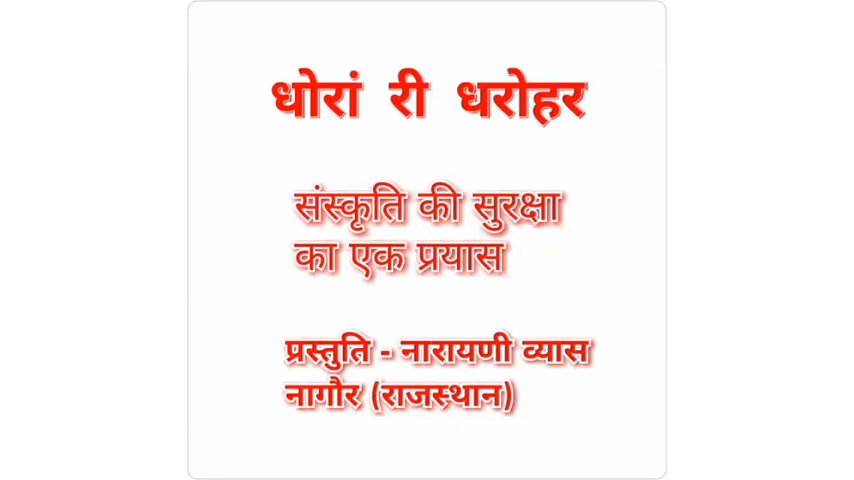 धोरां री धरोहर
संस्कृति की सुरक्षा
का एक प्रयास
प्रस्तुति - नारायणी व्यास
नागौर (राजस्थान)